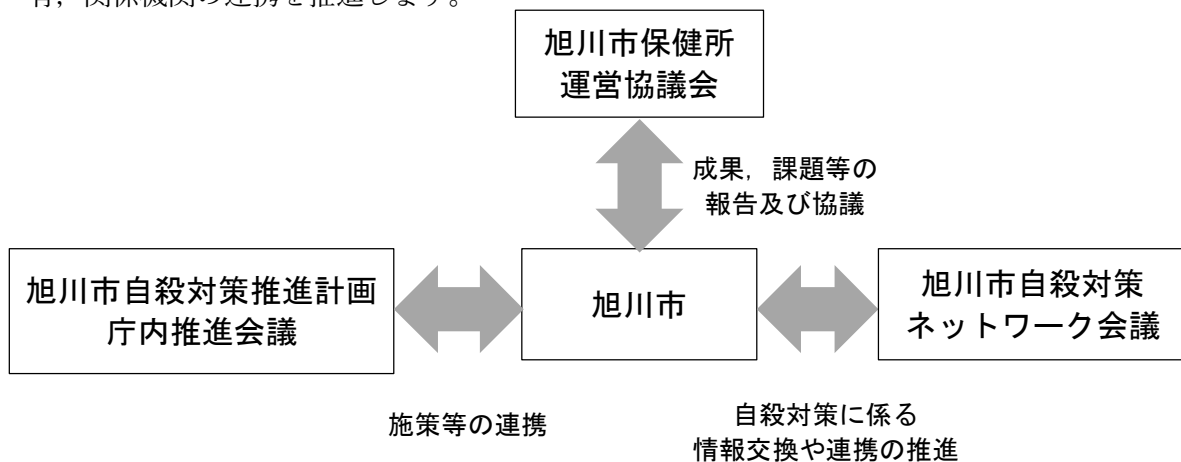 有，関係機関の連携を推進します。
旭川市保健所
運営協議会
成果，課題等の
報告及び協議
旭川市自殺対策推進計画
庁内推進会議
旭川市
旭川市自殺対策
ネットワーク会議
施策等の連携
自殺対策に係る
情報交換や連携の推進